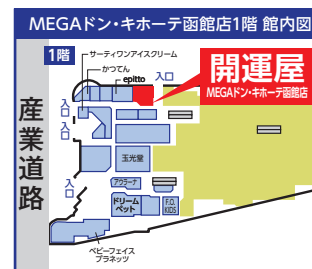 MEGAドン・キホーテ函館店1階 館内図
1階
サーティワンアイスクリーム
かつてん
epitto
入口
開運屋
MEGAドン・キホーテ函館店
産業道路
入口
入口
玉光堂
入口
アウラーナ
ドリームペット
F.O.KIDS
ベビーフェイス
プラネッツ